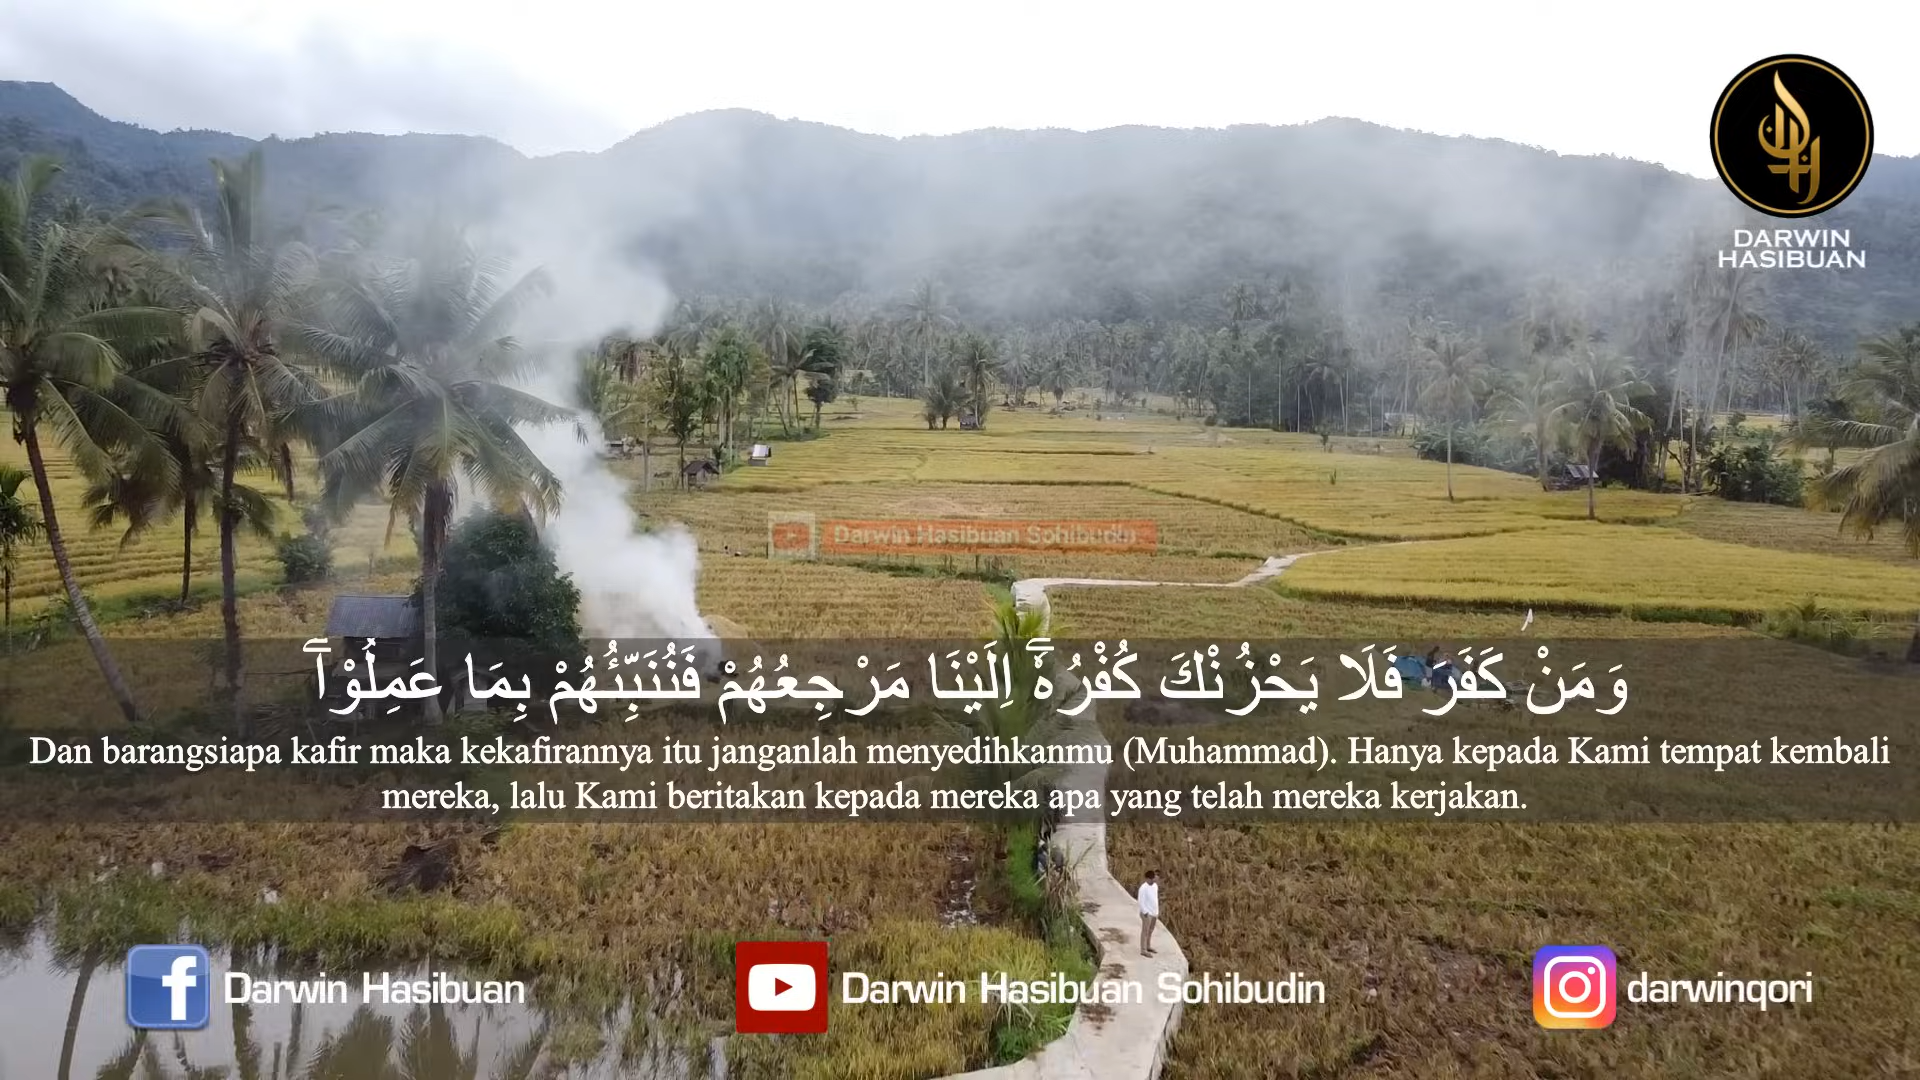 DARWIN
HASIBUAN
Darwin Hasibuan Sohibudin
وَمَنْ كَفَرَ فَلَا يَحْزُنْكَ كُفْرُهٗۗ اِلَيْنَا مَرْجِعُهُمْ فَنُنَبِّئُهُمْ بِمَا عَمِلُوْاۗ
Dan barangsiapa kafir maka kekafirannya itu janganlah menyedihkanmu (Muhammad). Hanya kepada Kami tempat kembali
mereka, lalu Kami beritakan kepada mereka apa yang telah mereka kerjakan.
Darwin Hasibuan
Darwin Hasibuan Sohibudin
darwinqori